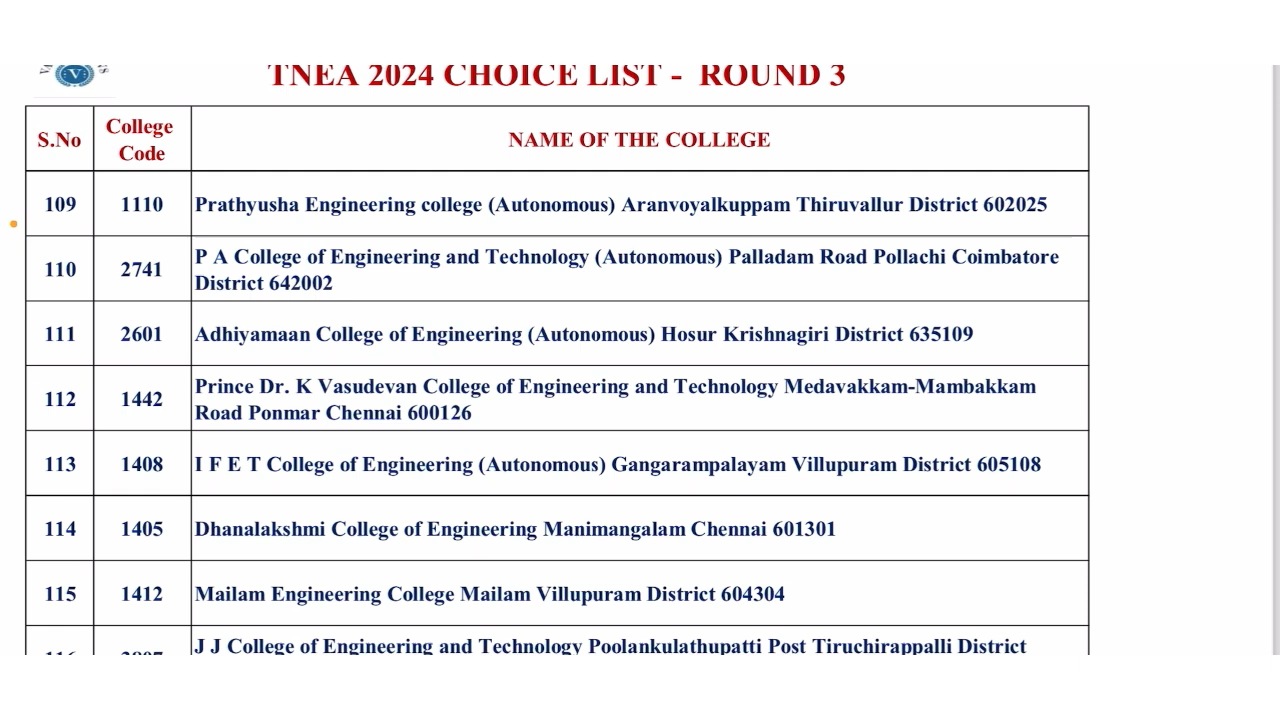 V
TNEA 2024 CHOICE LIST - ROUND 3
S.No
College
Code
NAME OF THE COLLEGE
109
1110
Prathyusha Engineering college (Autonomous) Aranvoyalkuppam Thiruvallur District 602025
110
2741
P A College of Engineering and Technology (Autonomous) Palladam Road Pollachi Coimbatore
District 642002
111
2601
Adhiyamaan College of Engineering (Autonomous) Hosur Krishnagiri District 635109
112
1442
Prince Dr. K Vasudevan College of Engineering and Technology Medavakkam-Mambakkam
Road Ponmar Chennai 600126
113
1408
I F E T College of Engineering (Autonomous) Gangarampalayam Villupuram District 605108
114
1405
Dhanalakshmi College of Engineering Manimangalam Chennai 601301
115
1412
Mailam Engineering College Mailam Villupuram District 604304
116
J J College of Engineering and Technology Poolankulathupatti Post Tiruchirappalli District